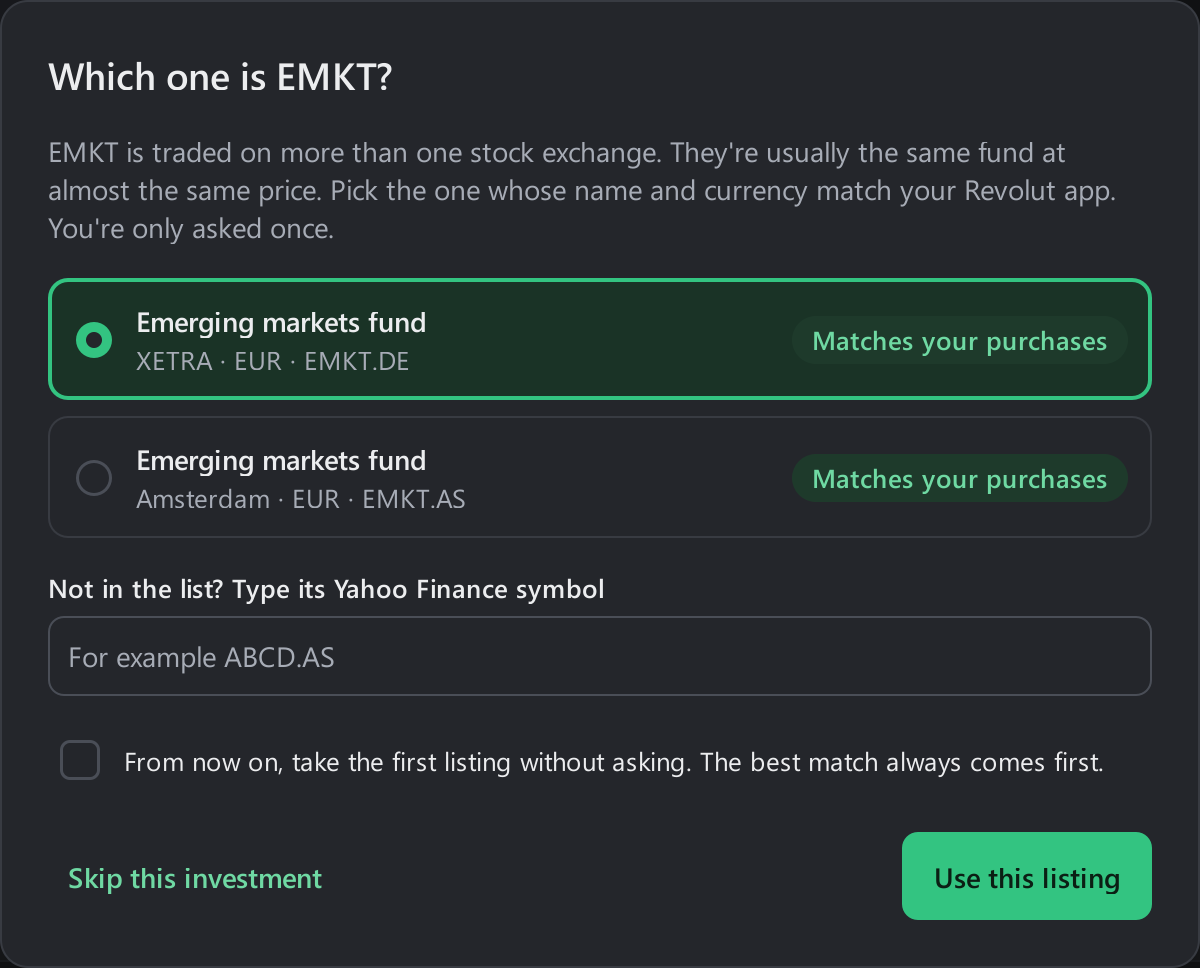 Which one is EMKT?
EMKT is traded on more than one stock exchange. They're usually the same fund at
almost the same price. Pick the one whose name and currency match your Revolut app.
You're only asked once.
Emerging markets fund
XETRA · EUR · EMKT.DE
Matches your purchases
Emerging markets fund
Amsterdam · EUR · EMKT.AS
Matches your purchases
Not in the list? Type its Yahoo Finance symbol
For example ABCD.AS
From now on, take the first listing without asking. The best match always comes first.
Skip this investment
Use this listing